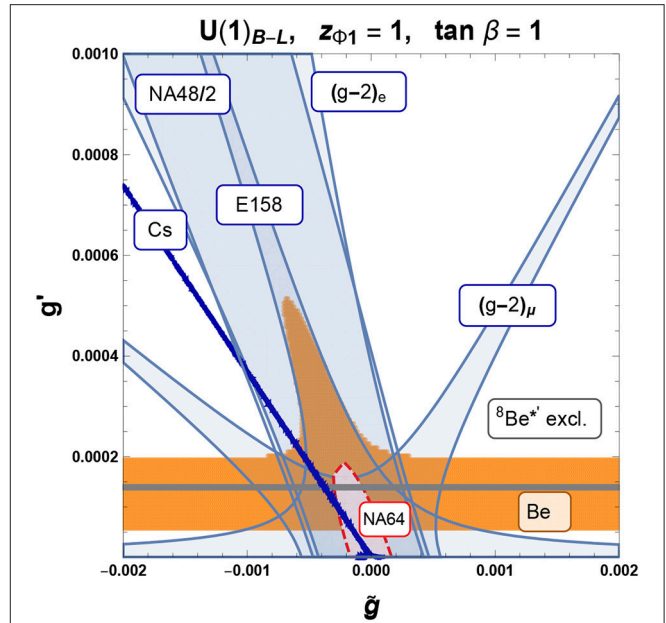 U(1)B−L, zΦ1 = 1, tan β = 1
0.0010
NA48/2
(g−2)e
0.0008
E158
Cs
0.0006
g'
(g−2)μ
0.0004
⁸Be*' excl.
0.0002
NA64
Be
−0.002
−0.001
0.000
0.001
0.002
g̃